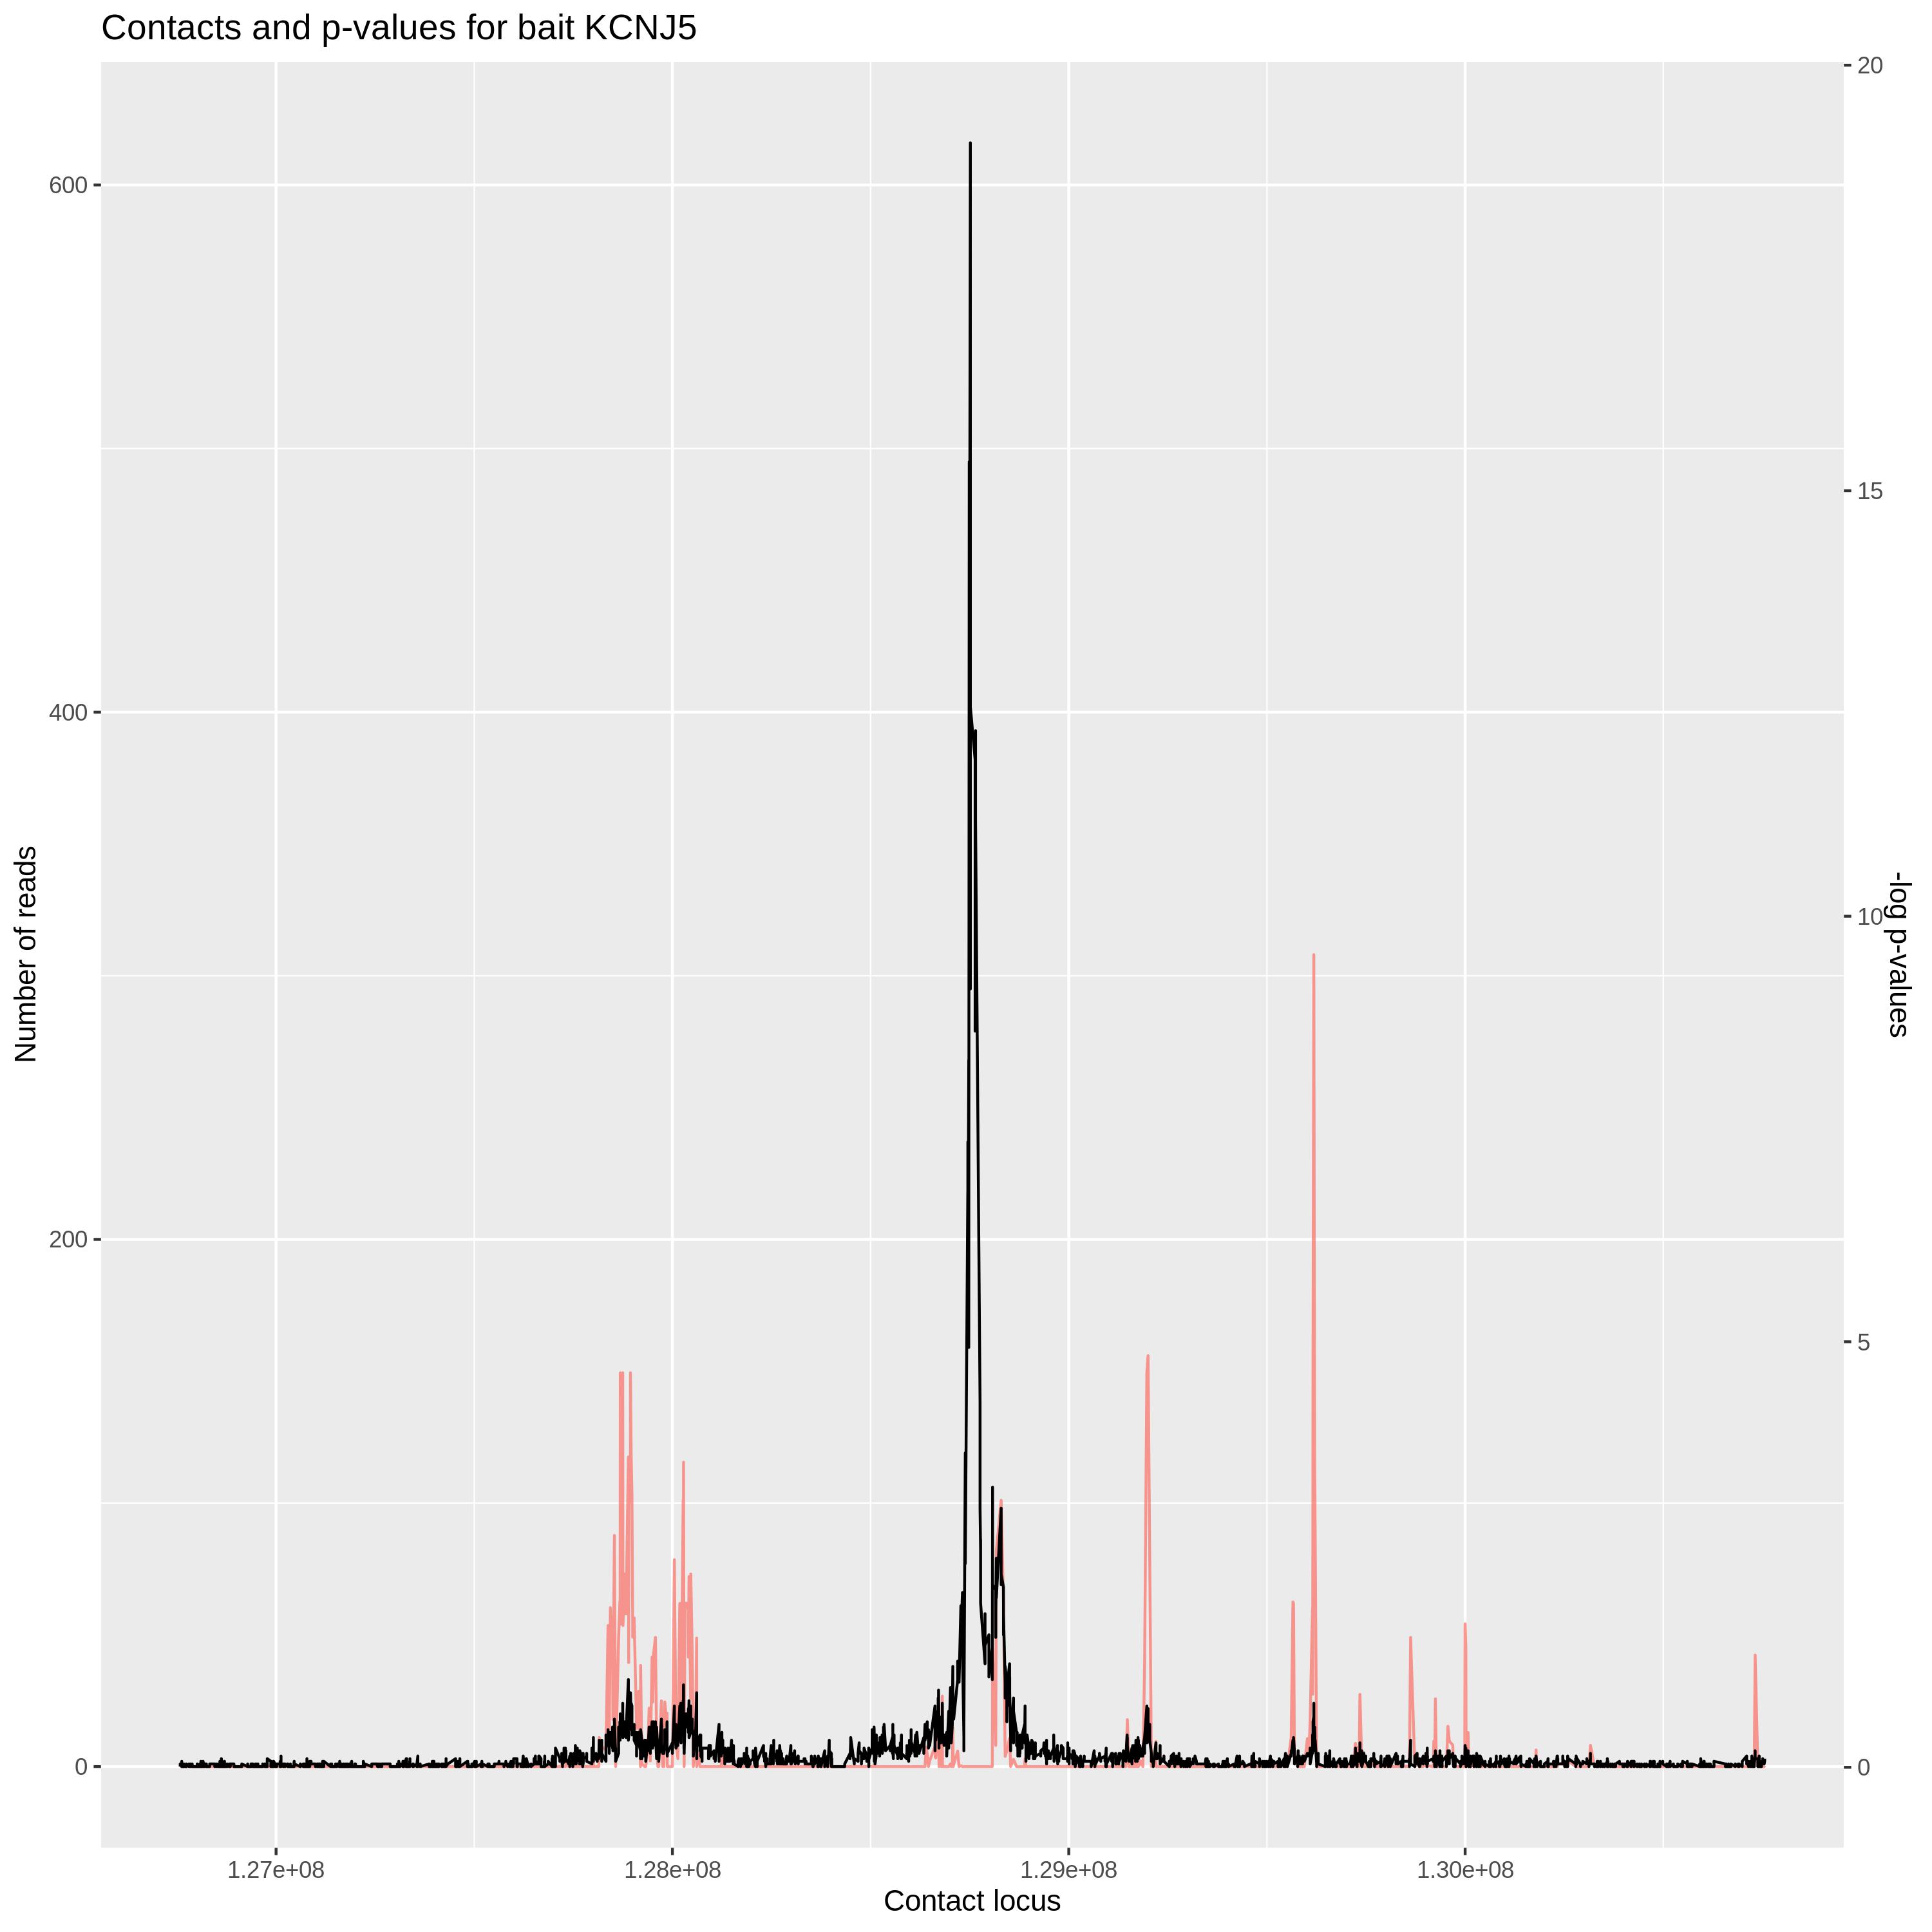 Contacts and p-values for bait KCNJ5
Number of reads
600
400
200
0
20
15
10
5
0
-log p-values
1.27e+08
1.28e+08
1.29e+08
1.30e+08
Contact locus